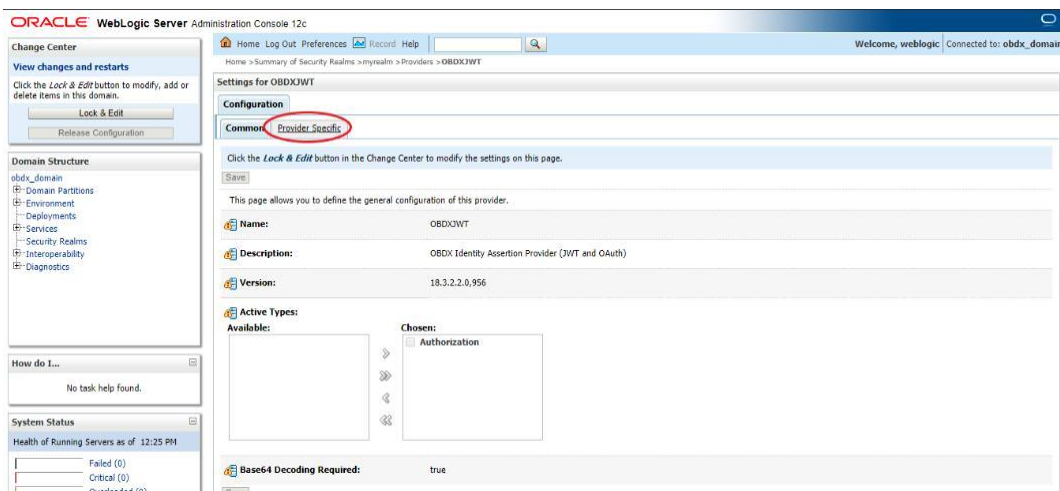 ORACLE WebLogic Server Administration Console 12c
Change Center
View changes and restarts
Click the Lock & Edit button to modify, add or
delete items in this domain.
Lock & Edit
Release Configuration
Domain Structure
obdx_domain
Domain Partitions
Environment
Deployments
Services
Security Realms
Interoperability
Diagnostics
How do I...
No task help found.
System Status
Health of Running Servers as of 12:25 PM
Failed (0)
Critical (0)
Overloaded (0)
Home Log Out Preferences Record Help
Welcome, weblogic Connected to: obdx_domain
Home >Summary of Security Realms >myrealm >Providers >OBDXJWT
Settings for OBDXJWT
Configuration
Common Provider Specific
Click the Lock & Edit button in the Change Center to modify the settings on this page.
Save
This page allows you to define the general configuration of this provider.
Name: OBDXJWT
Description: OBDX Identity Assertion Provider (JWT and OAuth)
Version: 18.3.2.2.0,956
Active Types:
Available: Chosen:
Authorization
Base64 Decoding Required: true